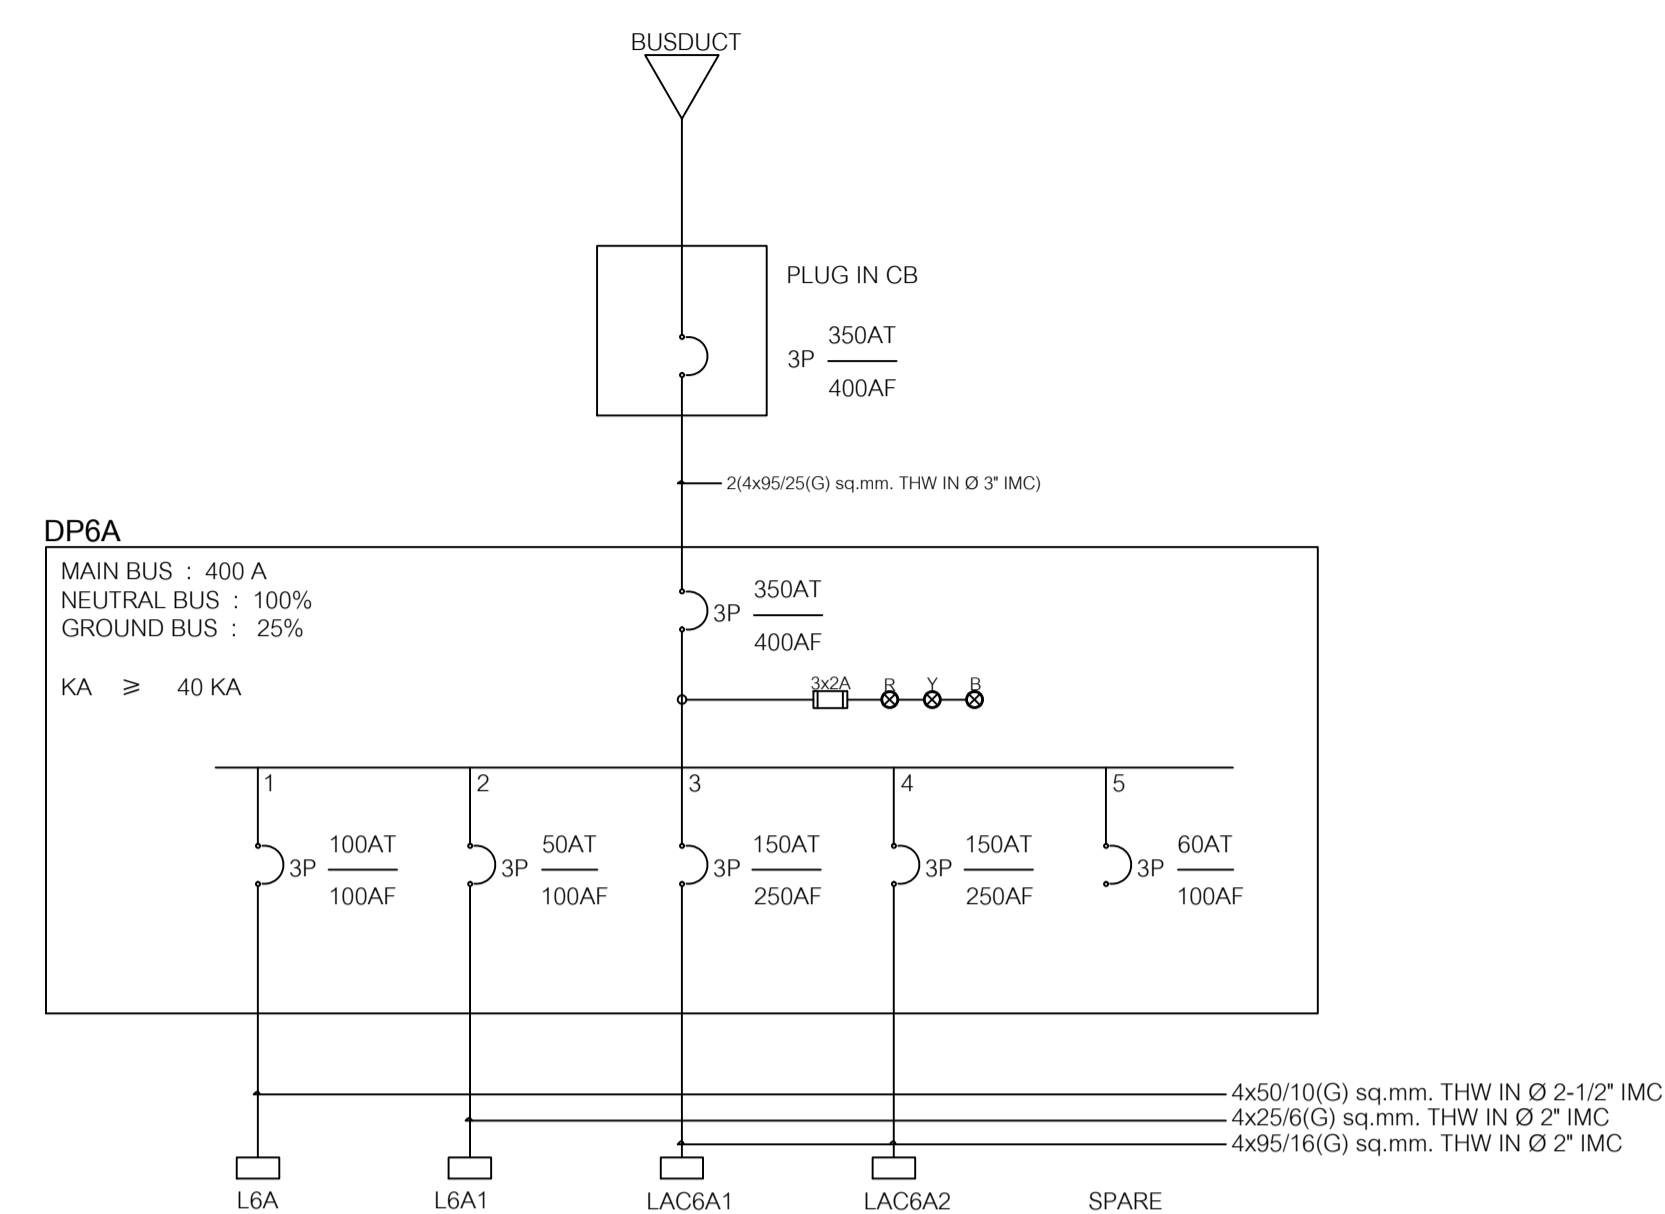 BUSDUCT
PLUG IN CB
350AT
3P
400AF
2(4x95/25(G) sq.mm. THW IN Ø 3" IMC)
DP6A
MAIN BUS : 400 A
NEUTRAL BUS : 100%
GROUND BUS : 25%
KA ≥ 40 KA
350AT
3P
400AF
3x2A R Y B
1 2 3 4 5
100AT 50AT 150AT 150AT 60AT
3P 3P 3P 3P 3P
100AF 100AF 250AF 250AF 100AF
4x50/10(G) sq.mm. THW IN Ø 2-1/2" IMC
4x25/6(G) sq.mm. THW IN Ø 2" IMC
4x95/16(G) sq.mm. THW IN Ø 2" IMC
L6A L6A1 LAC6A1 LAC6A2 SPARE